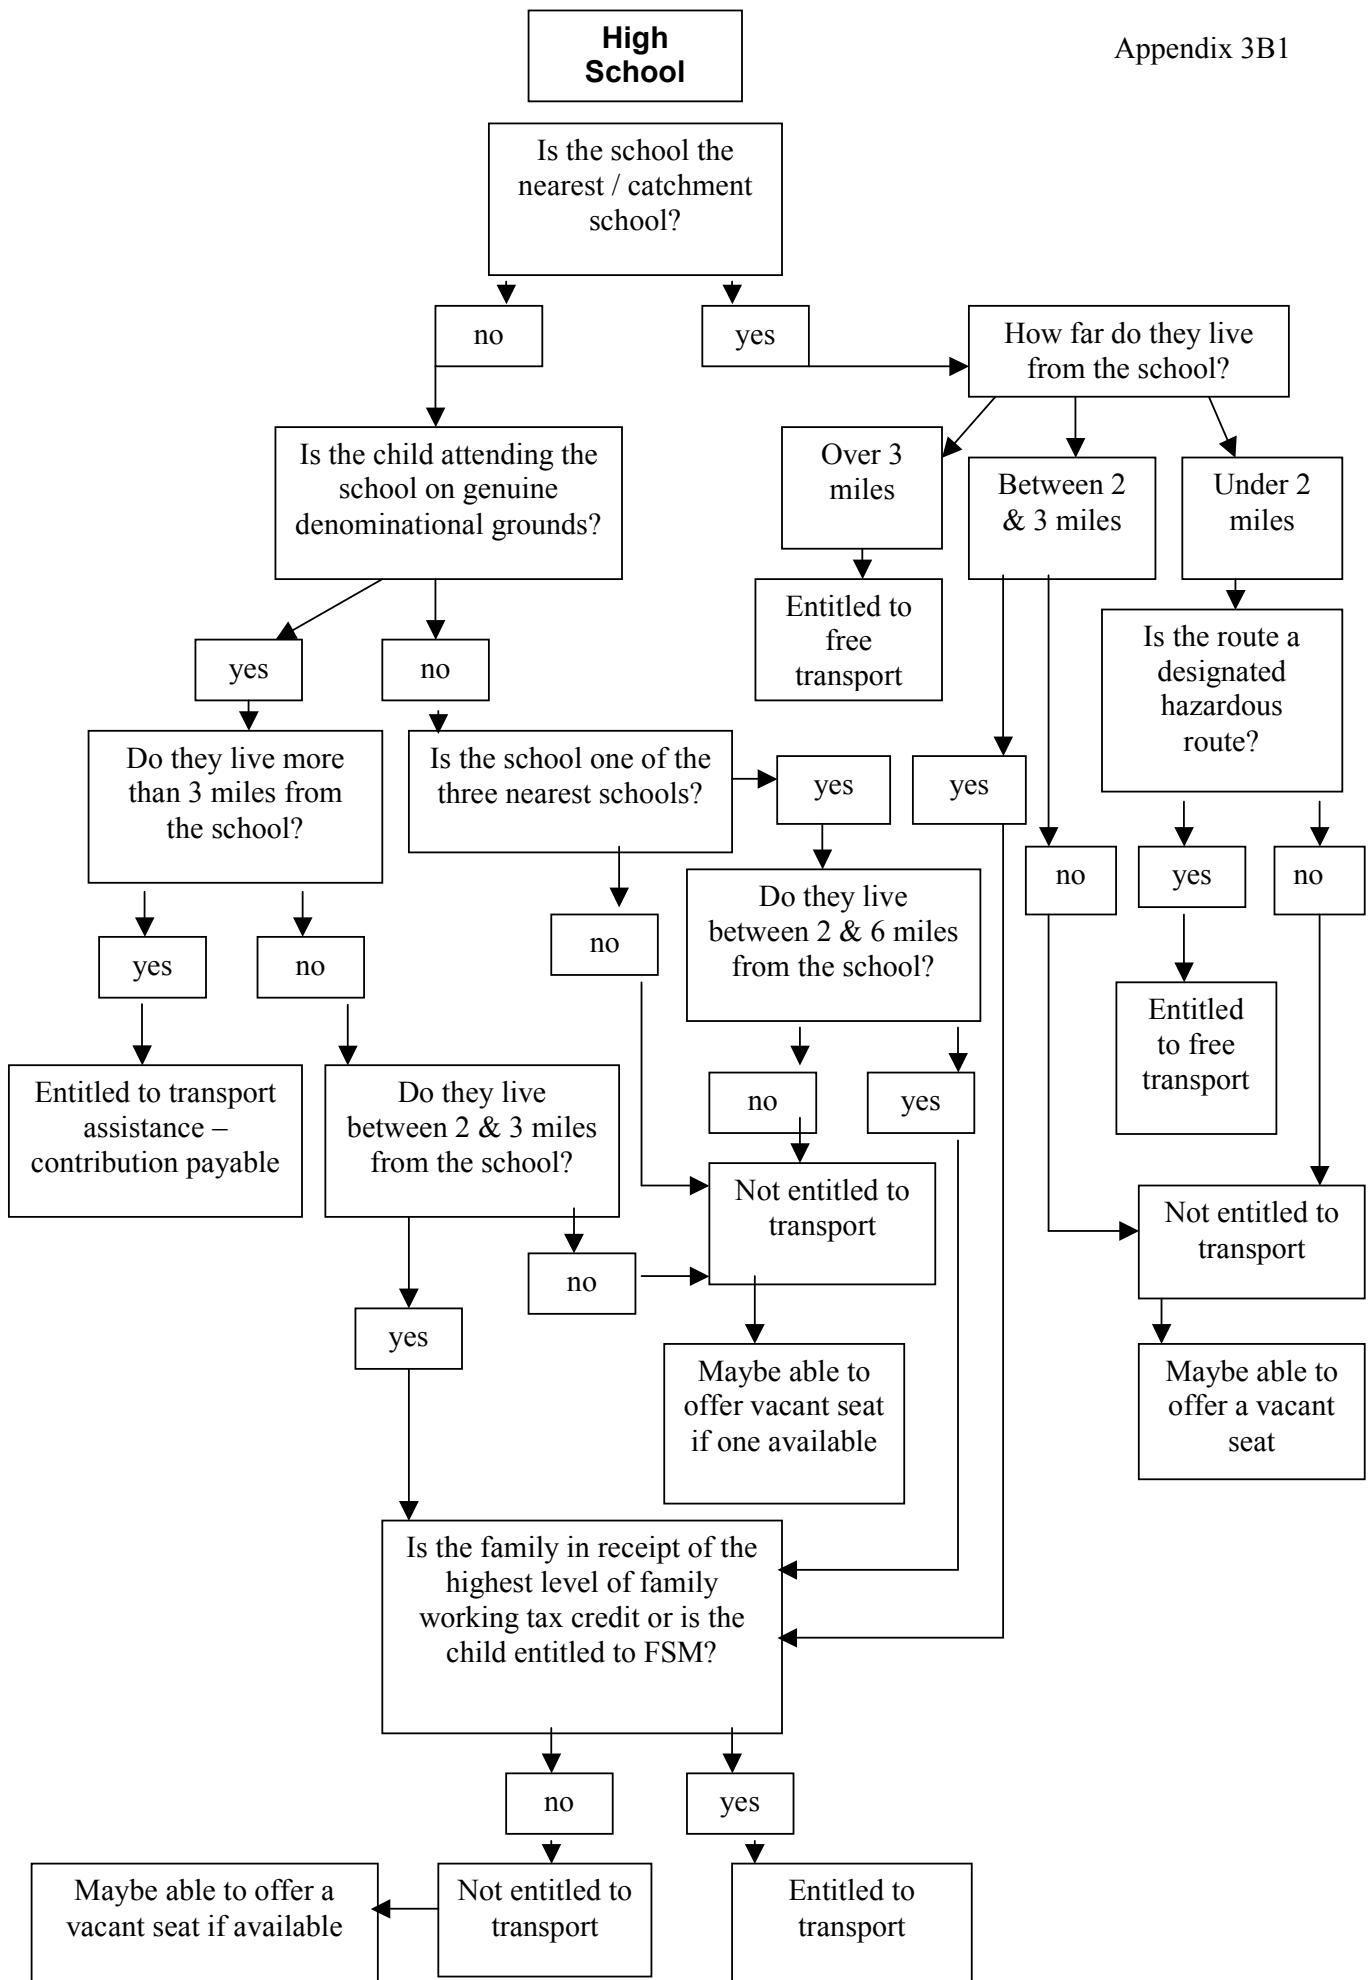 High
School
Appendix 3B1
Is the school the
nearest / catchment
school?
no
yes
How far do they live
from the school?
Is the child attending the
school on genuine
denominational grounds?
Over 3
miles
Between 2
& 3 miles
Under 2
miles
Entitled to
free
transport
Is the route a
designated
hazardous
route?
yes
no
Do they live more
than 3 miles from
the school?
Is the school one of the
three nearest schools?
yes
yes
no
yes
no
Do they live
between 2 & 6 miles
from the school?
no
yes
no
Entitled
to free
transport
Entitled to transport
assistance –
contribution payable
Do they live
between 2 & 3 miles
from the school?
no
yes
Not entitled to
transport
Not entitled to
transport
no
yes
Maybe able to
offer vacant seat
if one available
Maybe able to
offer a vacant
seat
Is the family in receipt of the
highest level of family
working tax credit or is the
child entitled to FSM?
no
yes
Maybe able to offer a
vacant seat if available
Not entitled to
transport
Entitled to
transport